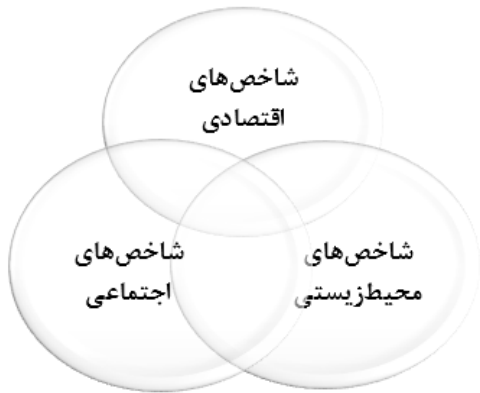 شاخص‌های
اقتصادی
شاخص‌های
محیط‌زیستی
شاخص‌های
اجتماعی